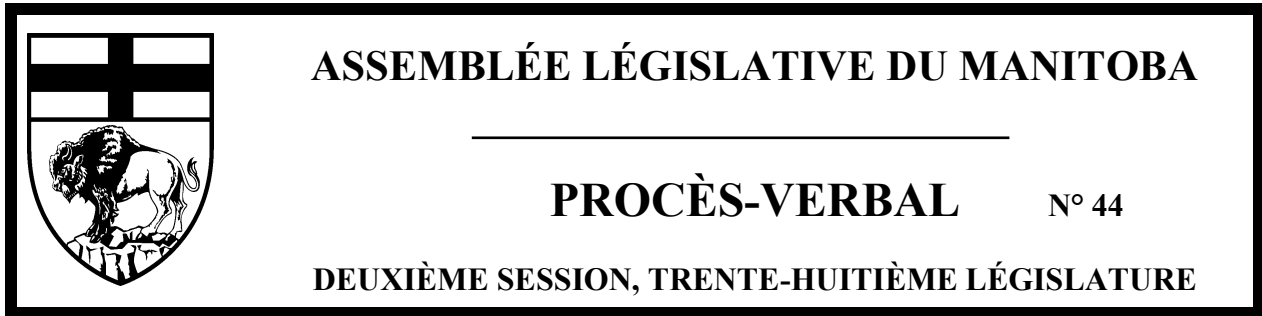 ASSEMBLÉE LÉGISLATIVE DU MANITOBA
PROCÈS-VERBAL N° 44
DEUXIÈME SESSION, TRENTE-HUITIÈME LÉGISLATURE